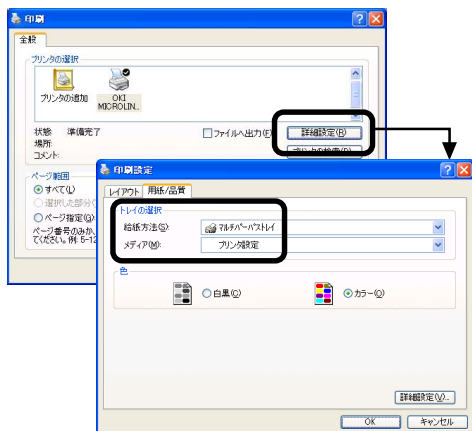 印刷
全般
プリンタの選択
プリンタの追加
OKI
MICROLIN...
状態: 準備完了
場所:
コメント:
ファイルへ出力(F)
詳細設定(R)
プリンタの検索(D)...
ページ範囲
すべて(L)
選択した部分(
ページ指定(G):
ページ番号のみか、
てください。例: 5-12
印刷設定
レイアウト 用紙/品質
トレイの選択
給紙方法(S): マルチパーパストレイ
メディア(M): プリンタ設定
色
白黒(C) カラー(O)
詳細設定(V)...
OK キャンセル